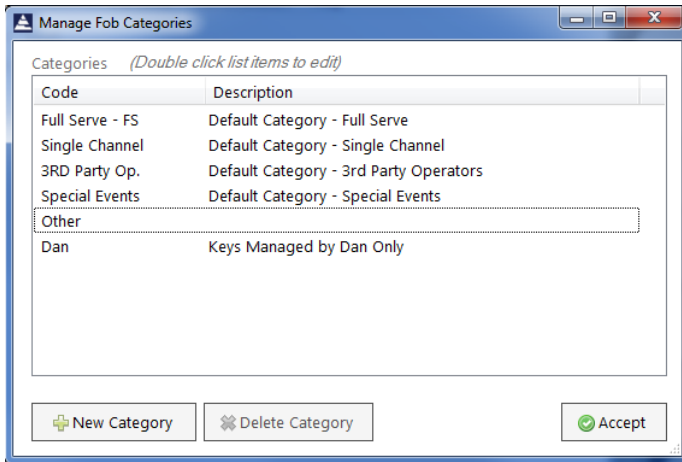 Manage Fob Categories
Categories (Double click list items to edit)
Code Description
Full Serve - FS Default Category - Full Serve
Single Channel Default Category - Single Channel
3RD Party Op. Default Category - 3rd Party Operators
Special Events Default Category - Special Events
Other
Dan Keys Managed by Dan Only
New Category Delete Category Accept